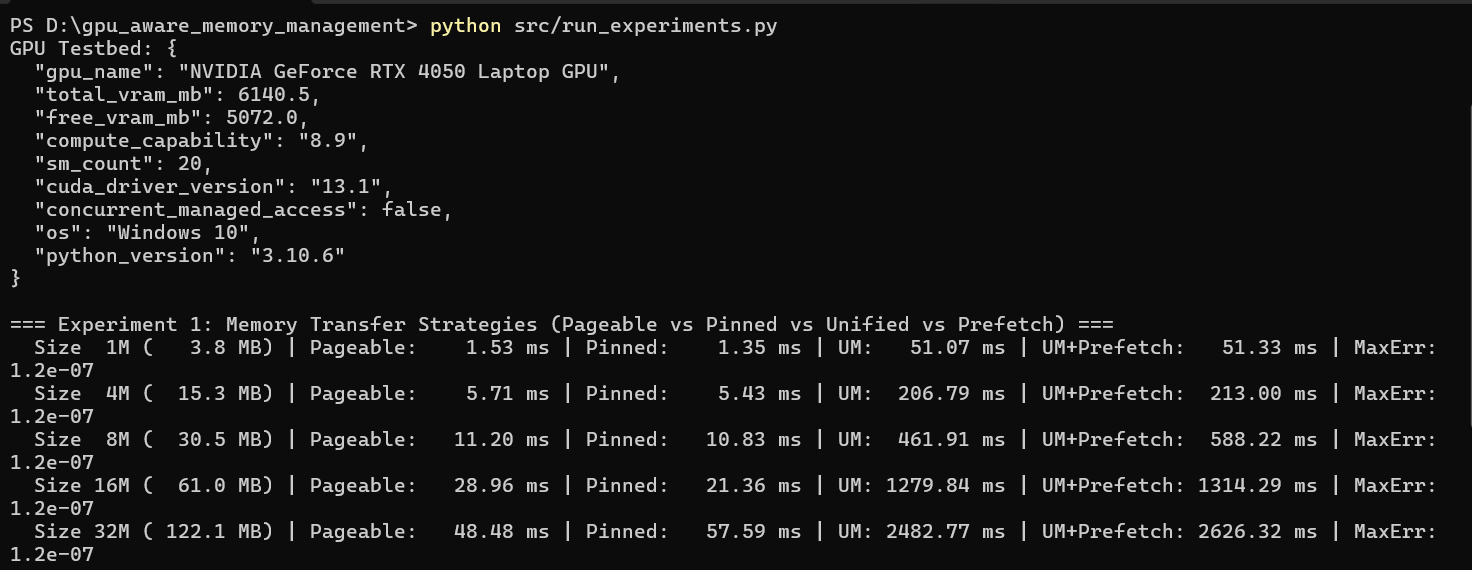 PS D:\gpu_aware_memory_management> python src/run_experiments.py
GPU Testbed: {
  "gpu_name": "NVIDIA GeForce RTX 4050 Laptop GPU",
  "total_vram_mb": 6140.5,
  "free_vram_mb": 5072.0,
  "compute_capability": "8.9",
  "sm_count": 20,
  "cuda_driver_version": "13.1",
  "concurrent_managed_access": false,
  "os": "Windows 10",
  "python_version": "3.10.6"
}
=== Experiment 1: Memory Transfer Strategies (Pageable vs Pinned vs Unified vs Prefetch) ===
  Size  1M (   3.8 MB) | Pageable:    1.53 ms | Pinned:    1.35 ms | UM:   51.07 ms | UM+Prefetch:   51.33 ms | MaxErr:
1.2e-07
  Size  4M (  15.3 MB) | Pageable:    5.71 ms | Pinned:    5.43 ms | UM:  206.79 ms | UM+Prefetch:  213.00 ms | MaxErr:
1.2e-07
  Size  8M (  30.5 MB) | Pageable:   11.20 ms | Pinned:   10.83 ms | UM:  461.91 ms | UM+Prefetch:  588.22 ms | MaxErr:
1.2e-07
  Size 16M (  61.0 MB) | Pageable:   28.96 ms | Pinned:   21.36 ms | UM: 1279.84 ms | UM+Prefetch: 1314.29 ms | MaxErr:
1.2e-07
  Size 32M ( 122.1 MB) | Pageable:   48.48 ms | Pinned:   57.59 ms | UM: 2482.77 ms | UM+Prefetch: 2626.32 ms | MaxErr:
1.2e-07